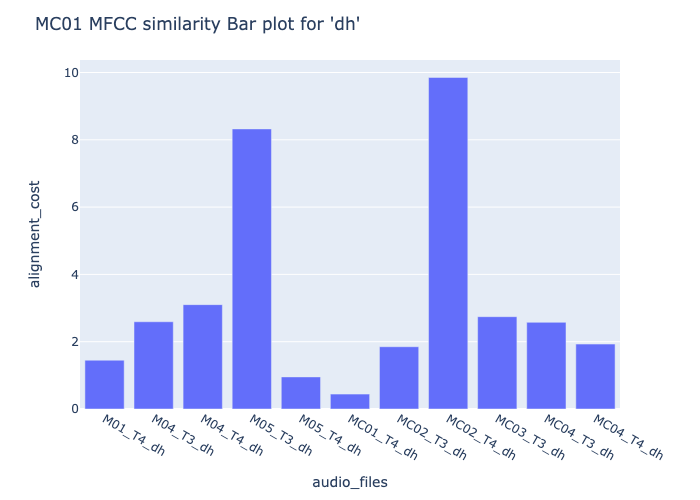 MC01 MFCC similarity Bar plot for 'dh'
10
8
6
4
2
0
alignment_cost
M01_T4_dh
M04_T3_dh
M04_T4_dh
M05_T3_dh
M05_T4_dh
MC01_T4_dh
MC02_T3_dh
MC02_T4_dh
MC03_T3_dh
MC04_T3_dh
MC04_T4_dh
audio_files